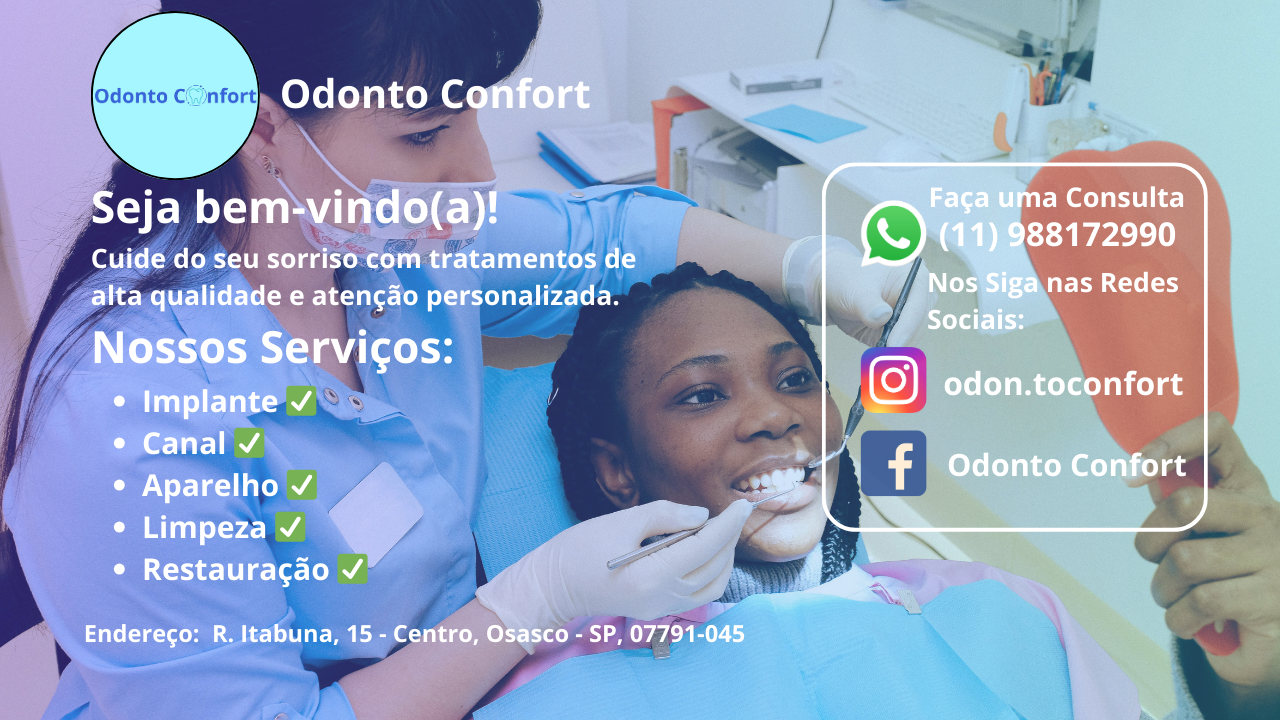 Odonto Confort
Odonto Confort
Seja bem-vindo(a)!
Cuide do seu sorriso com tratamentos de
alta qualidade e atenção personalizada.
Nossos Serviços:
• Implante ✅
• Canal ✅
• Aparelho ✅
• Limpeza ✅
• Restauração ✅
Endereço: R. Itabuna, 15 - Centro, Osasco - SP, 07791-045
Faça uma Consulta
(11) 988172990
Nos Siga nas Redes
Sociais:
odon.toconfort
Odonto Confort